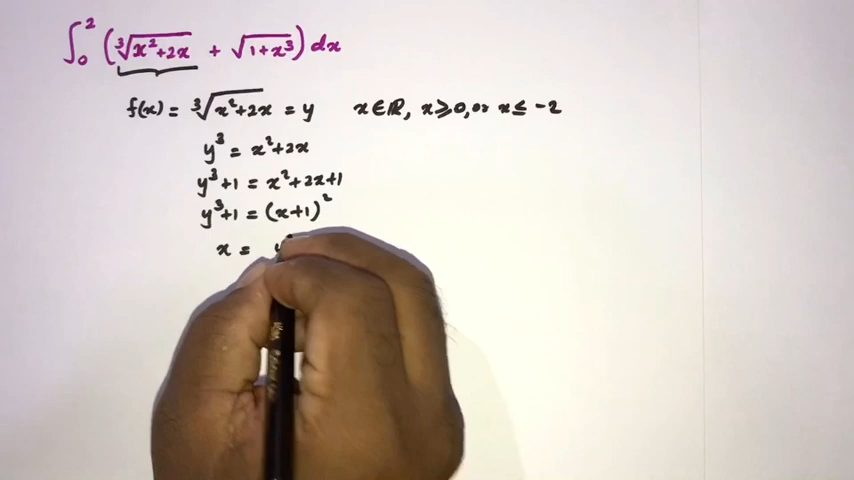 ∫₀² (∛(x²+2x) + √(1+x³)) dx
f(x) = ∛(x²+2x) = y x∈ℝ, x⩾0, or x ≤ -2
y³ = x²+2x
y³+1 = x²+2x+1
y³+1 = (x+1)²
x =